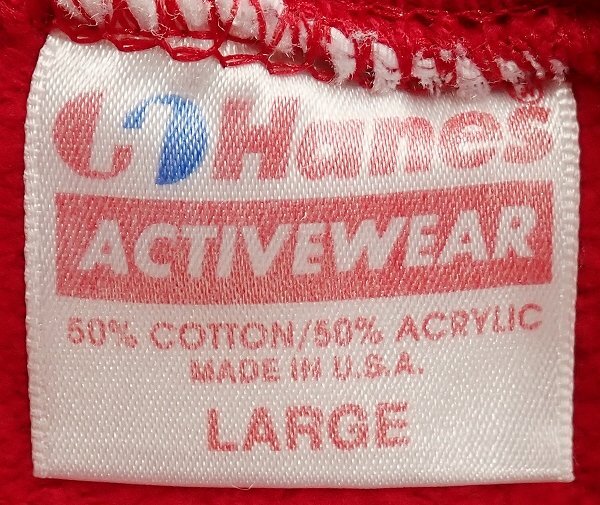 Hanes®
ACTIVEWEAR
50% COTTON/50% ACRYLIC
MADE IN U.S.A.
LARGE